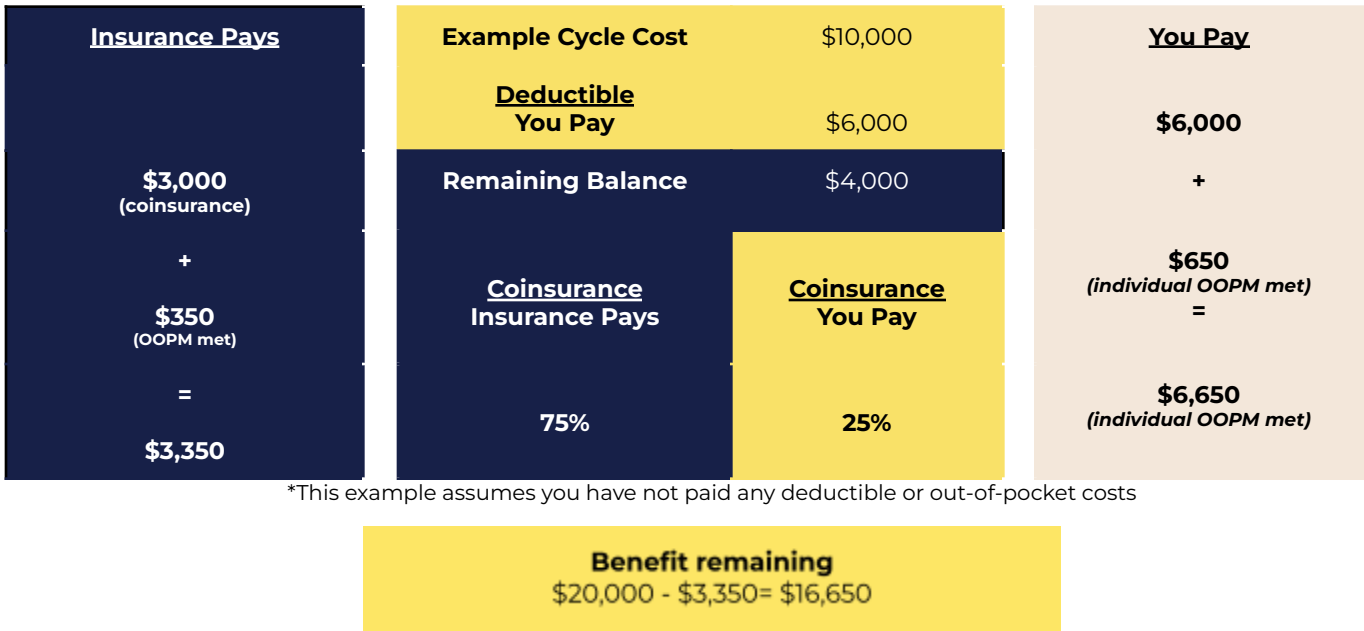 Insurance Pays
$3,000
(coinsurance)
+
$350
(OOPM met)
=
$3,350
Example Cycle Cost $10,000
Deductible
You Pay $6,000
Remaining Balance $4,000
Coinsurance
Insurance Pays
Coinsurance
You Pay
75% 25%
You Pay
$6,000
+
$650
(individual OOPM met)
=
$6,650
(individual OOPM met)
*This example assumes you have not paid any deductible or out-of-pocket costs
Benefit remaining
$20,000 - $3,350= $16,650